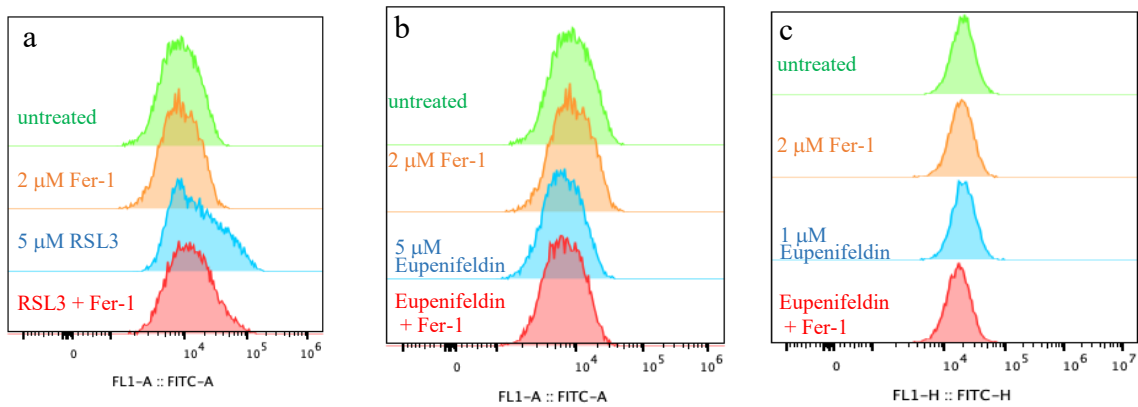 a
untreated
2 μM Fer-1
5 μM RSL3
RSL3 + Fer-1
0 10^4 10^5 10^6
FL1-A :: FITC-A
b
untreated
2 μM Fer-1
5 μM
Eupenifeldin
Eupenifeldin
+ Fer-1
0 10^4 10^5 10^6
FL1-A :: FITC-A
c
untreated
2 μM Fer-1
1 μM
Eupenifeldin
Eupenifeldin
+ Fer-1
0 10^4 10^5 10^6 10^7
FL1-H :: FITC-H